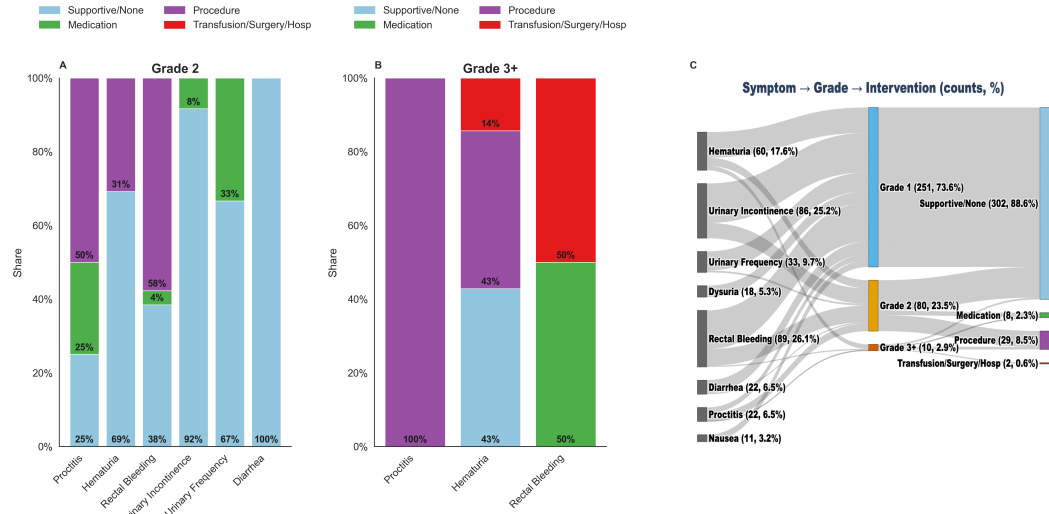 Supportive/None
Procedure
Medication
Transfusion/Surgery/Hosp
Supportive/None
Procedure
Medication
Transfusion/Surgery/Hosp
A
Grade 2
100%
80%
60%
40%
20%
0%
Share
50%
25%
25%
31%
69%
58%
4%
38%
8%
92%
33%
67%
100%
Proctitis
Hematuria
Rectal Bleeding
Urinary Incontinence
Urinary Frequency
Diarrhea
B
Grade 3+
100%
80%
60%
40%
20%
0%
Share
100%
14%
43%
43%
50%
50%
Proctitis
Hematuria
Rectal Bleeding
C
Symptom → Grade → Intervention (counts, %)
Hematuria (60, 17.6%)
Urinary Incontinence (86, 25.2%)
Urinary Frequency (33, 9.7%)
Dysuria (18, 5.3%)
Rectal Bleeding (89, 26.1%)
Diarrhea (22, 6.5%)
Proctitis (22, 6.5%)
Nausea (11, 3.2%)
Grade 1 (251, 73.6%)
Grade 2 (80, 23.5%)
Grade 3+ (10, 2.9%)
Supportive/None (302, 88.6%)
Medication (8, 2.3%)
Procedure (29, 8.5%)
Transfusion/Surgery/Hosp (2, 0.6%)